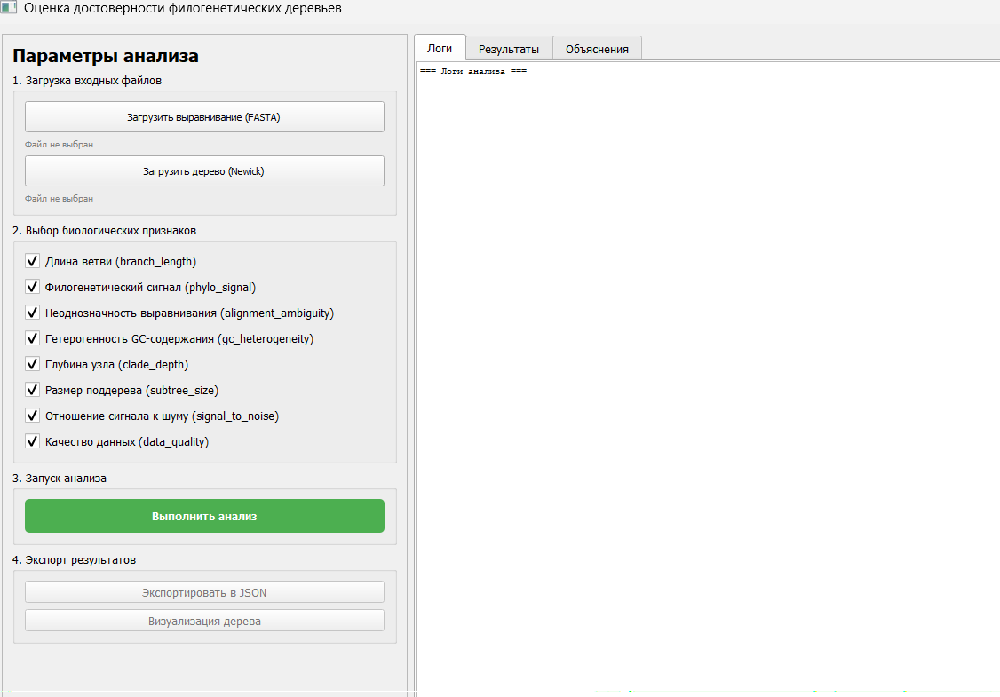 Оценка достоверности филогенетических деревьев
Параметры анализа
1. Загрузка входных файлов
Загрузить выравнивание (FASTA)
Файл не выбран
Загрузить дерево (Newick)
Файл не выбран
2. Выбор биологических признаков
Длина ветви (branch_length)
Филогенетический сигнал (phylo_signal)
Неоднозначность выравнивания (alignment_ambiguity)
Гетерогенность GC-содержания (gc_heterogeneity)
Глубина узла (clade_depth)
Размер поддерева (subtree_size)
Отношение сигнала к шуму (signal_to_noise)
Качество данных (data_quality)
3. Запуск анализа
Выполнить анализ
4. Экспорт результатов
Экспортировать в JSON
Визуализация дерева
Логи
Результаты
Объяснения
=== Логи анализа ===